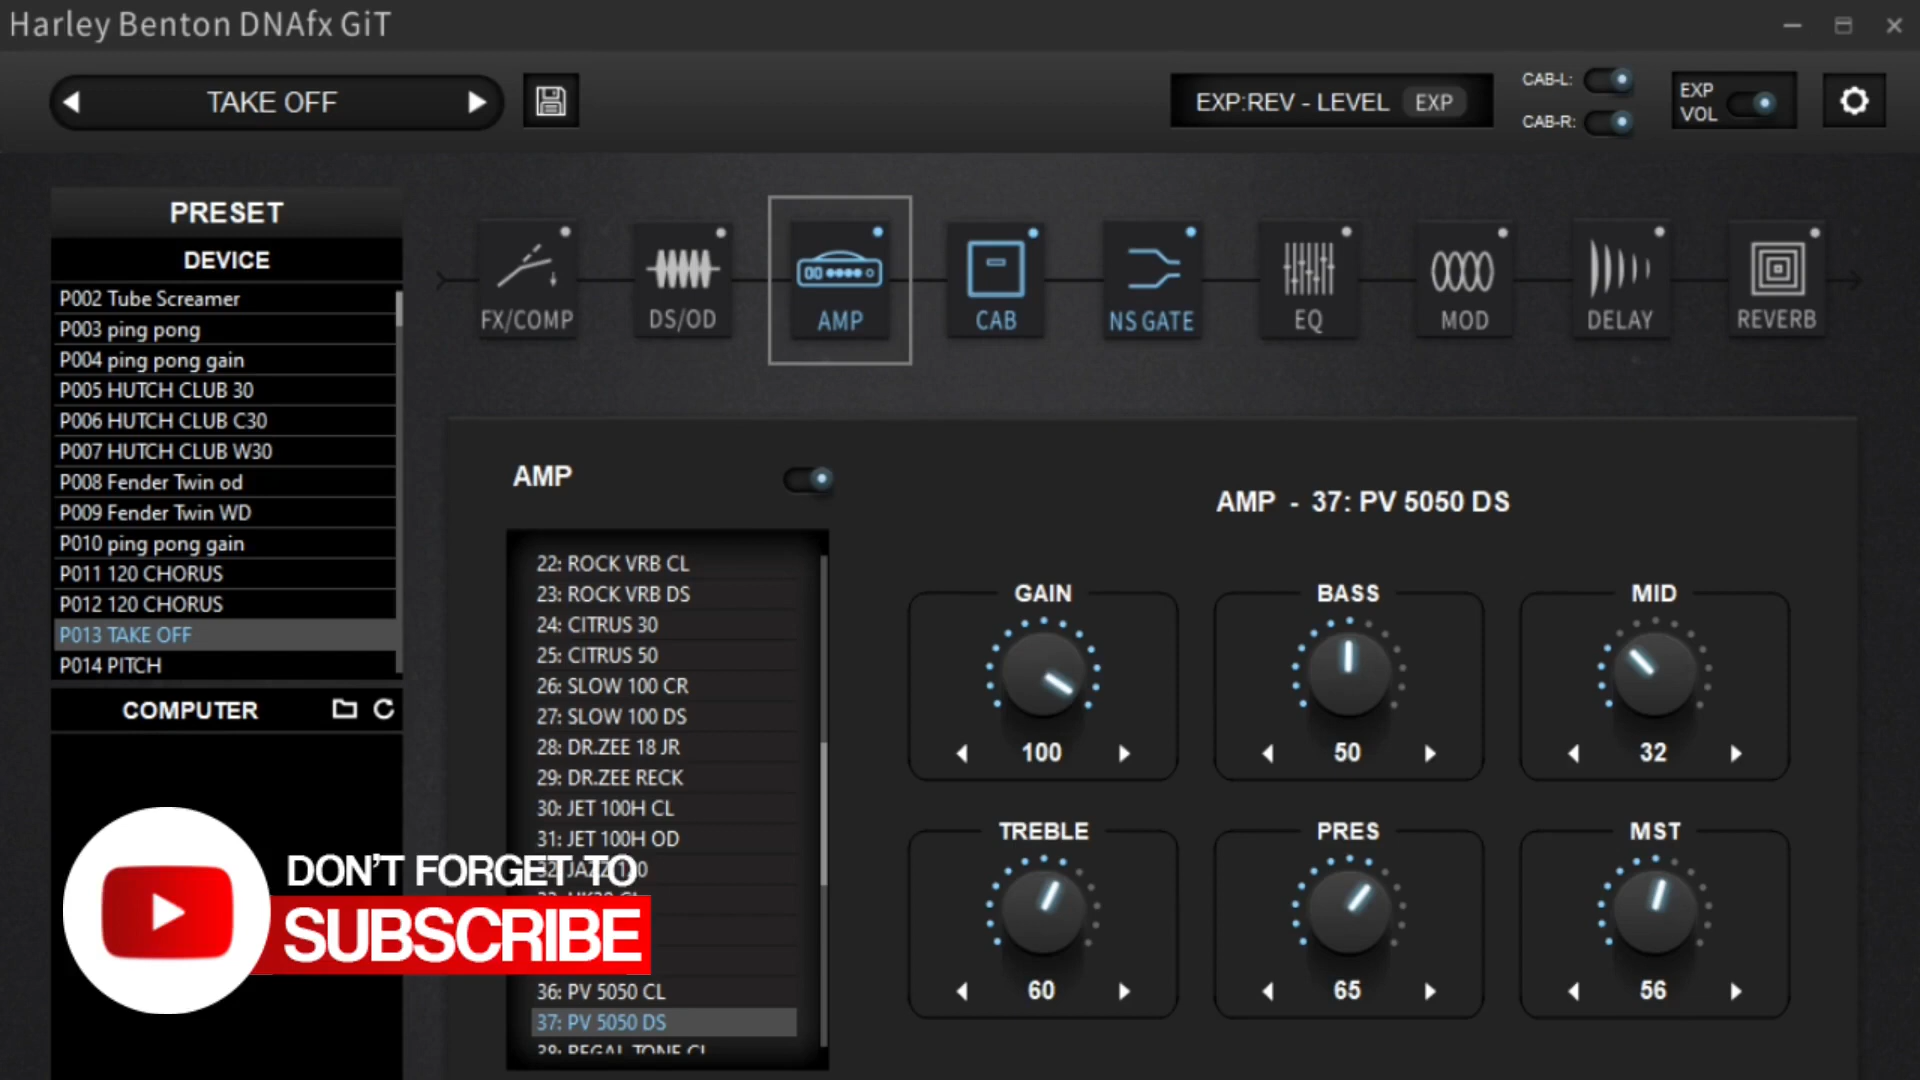 Harley Benton DNAfx GiT
TAKE OFF
EXP:REV - LEVEL EXP
CAB-L:
CAB-R:
EXP
VOL
PRESET
DEVICE
P002 Tube Screamer
P003 ping pong
P004 ping pong gain
P005 HUTCH CLUB 30
P006 HUTCH CLUB C30
P007 HUTCH CLUB W30
P008 Fender Twin od
P009 Fender Twin WD
P010 ping pong gain
P011 120 CHORUS
P012 120 CHORUS
P013 TAKE OFF
P014 PITCH
COMPUTER
FX/COMP
DS/OD
AMP
CAB
NS GATE
EQ
MOD
DELAY
REVERB
AMP
22: ROCK VRB CL
23: ROCK VRB DS
24: CITRUS 30
25: CITRUS 50
26: SLOW 100 CR
27: SLOW 100 DS
28: DR.ZEE 18 JR
29: DR.ZEE RECK
30: JET 100H CL
31: JET 100H OD
32: JAZZ 120
36: PV 5050 CL
37: PV 5050 DS
38: REGAL TONE CL
AMP - 37: PV 5050 DS
GAIN
100
BASS
50
MID
32
TREBLE
60
PRES
65
MST
56
DON'T FORGET TO
SUBSCRIBE